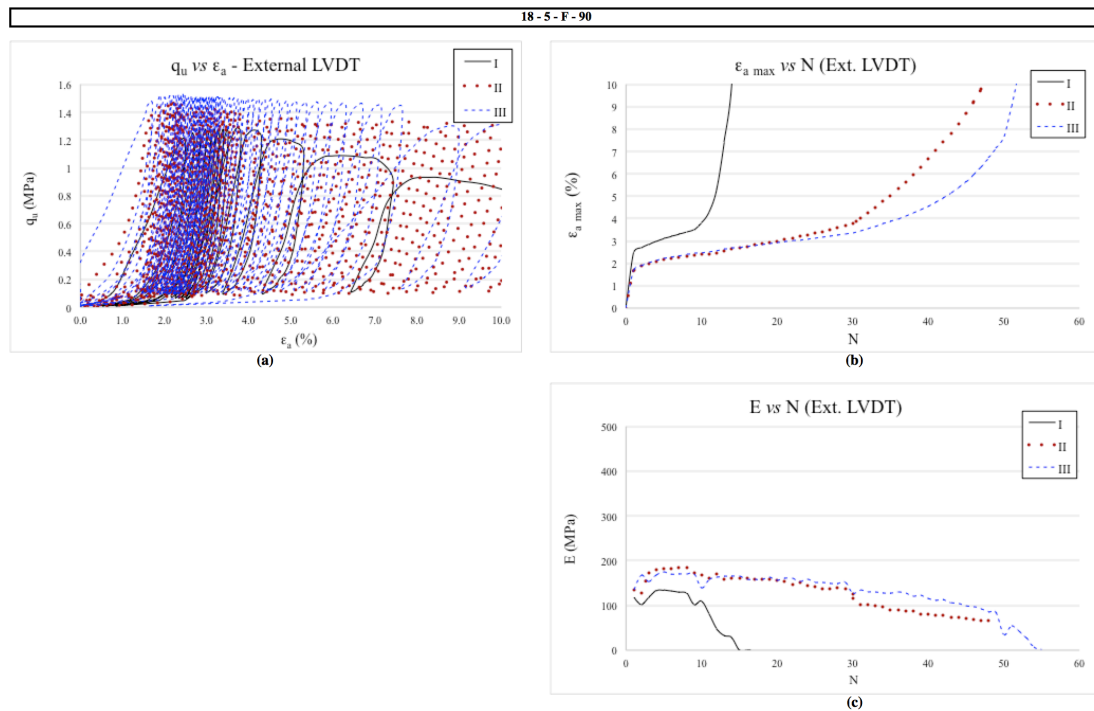 18 - 5 - F - 90
qu vs εa - External LVDT
I
II
III
qu (MPa)
1.6
1.4
1.2
1
0.8
0.6
0.4
0.2
0
0.0 1.0 2.0 3.0 4.0 5.0 6.0 7.0 8.0 9.0 10.0
εa (%)
(a)
εa max vs N (Ext. LVDT)
I
II
III
εa max (%)
10
9
8
7
6
5
4
3
2
1
0
0 10 20 30 40 50 60
N
(b)
E vs N (Ext. LVDT)
I
II
III
E (MPa)
500
400
300
200
100
0
0 10 20 30 40 50 60
N
(c)